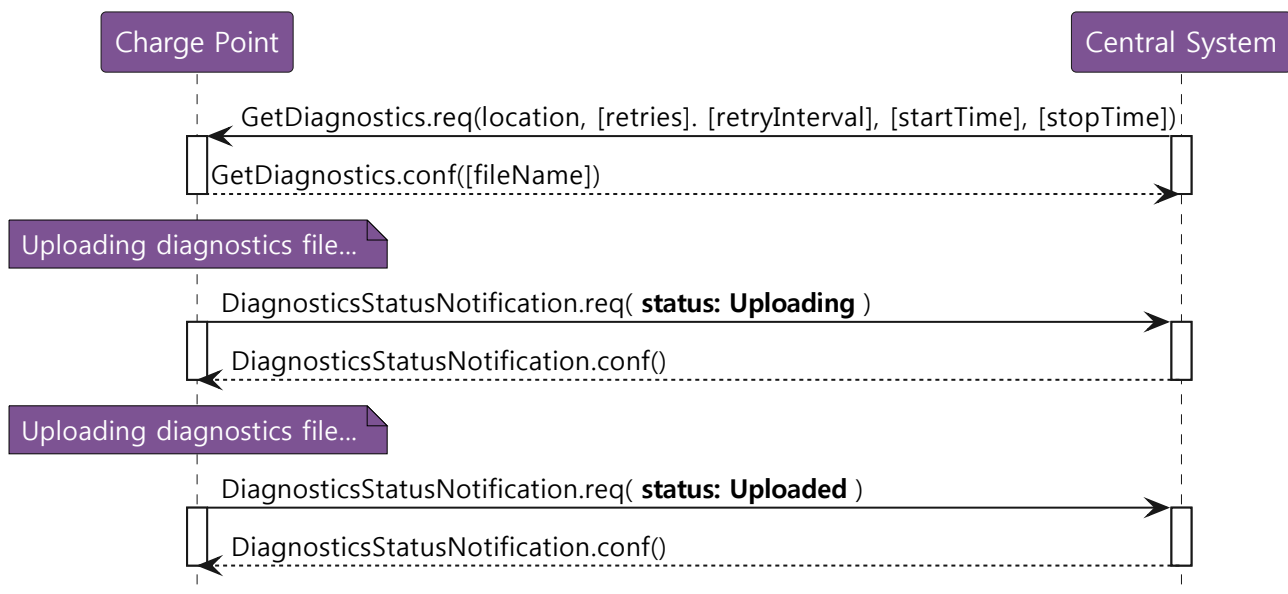 Charge Point
Central System
GetDiagnostics.req(location, [retries]. [retryInterval], [startTime], [stopTime])
GetDiagnostics.conf([fileName])
Uploading diagnostics file...
DiagnosticsStatusNotification.req( status: Uploading )
DiagnosticsStatusNotification.conf()
Uploading diagnostics file...
DiagnosticsStatusNotification.req( status: Uploaded )
DiagnosticsStatusNotification.conf()